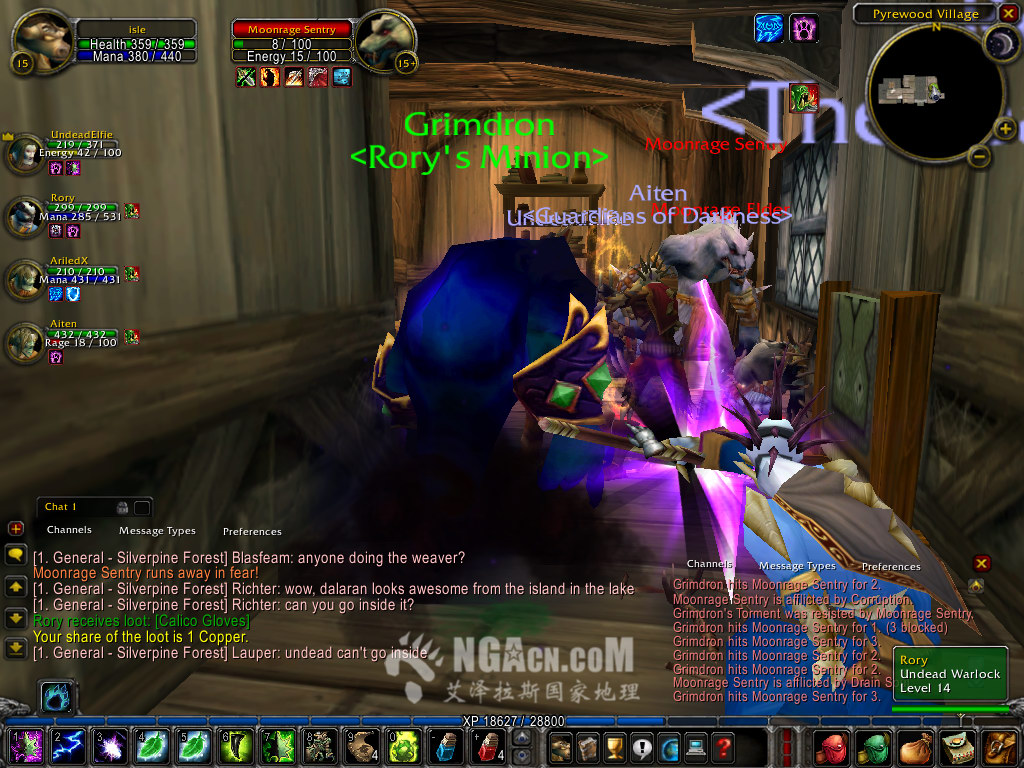 isle
Health 359 / 359
Mana 380 / 440
15
Moonrage Sentry
8 / 100
Energy 15 / 100
15+
Pyrewood Village
N
UndeadElfie
219 / 371
Energy 42 / 100
Rory
299 / 299
Mana 285 / 531
AriledX
210 / 210
Mana 431 / 431
Aiten
432 / 432
Rage 18 / 100
Grimdron
<Rory's Minion>
<The
Moonrage Sentry
Aiten
<Guardians of Darkness>
Chat 1
Channels
Message Types
Preferences
[1. General - Silverpine Forest] Blasfeam: anyone doing the weaver?
Moonrage Sentry runs away in fear!
[1. General - Silverpine Forest] Richter: wow, dalaran looks awesome from the island in the lake
[1. General - Silverpine Forest] Richter: can you go inside it?
Rory receives loot: [Calico Gloves]
Your share of the loot is 1 Copper.
[1. General - Silverpine Forest] Lauper: undead can't go inside
Channels
Message Types
Preferences
Grimdron hits Moonrage Sentry for 2.
Moonrage Sentry is afflicted by Corruption.
Grimdron's Torment was resisted by Moonrage Sentry.
Grimdron hits Moonrage Sentry for 1. (3 blocked)
Grimdron hits Moonrage Sentry for 3.
Grimdron hits Moonrage Sentry for 2.
Grimdron hits Moonrage Sentry for 2.
Moonrage Sentry is afflicted by Drain S
Grimdron hits Moonrage Sentry for 3.
Rory
Undead Warlock
Level 14
NGACN.COM
艾泽拉斯国家地理
XP 18627 / 28800